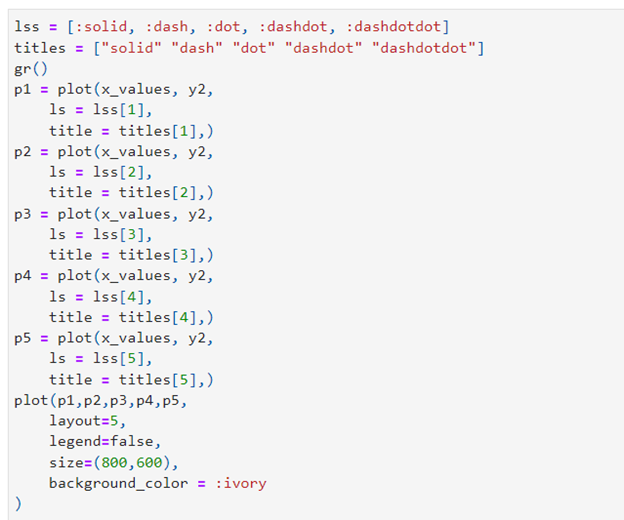 lss = [:solid, :dash, :dot, :dashdot, :dashdotdot]
titles = ["solid" "dash" "dot" "dashdot" "dashdotdot"]
gr()
p1 = plot(x_values, y2,
    ls = lss[1],
    title = titles[1],)
p2 = plot(x_values, y2,
    ls = lss[2],
    title = titles[2],)
p3 = plot(x_values, y2,
    ls = lss[3],
    title = titles[3],)
p4 = plot(x_values, y2,
    ls = lss[4],
    title = titles[4],)
p5 = plot(x_values, y2,
    ls = lss[5],
    title = titles[5],)
plot(p1,p2,p3,p4,p5,
    layout=5,
    legend=false,
    size=(800,600),
    background_color = :ivory
)